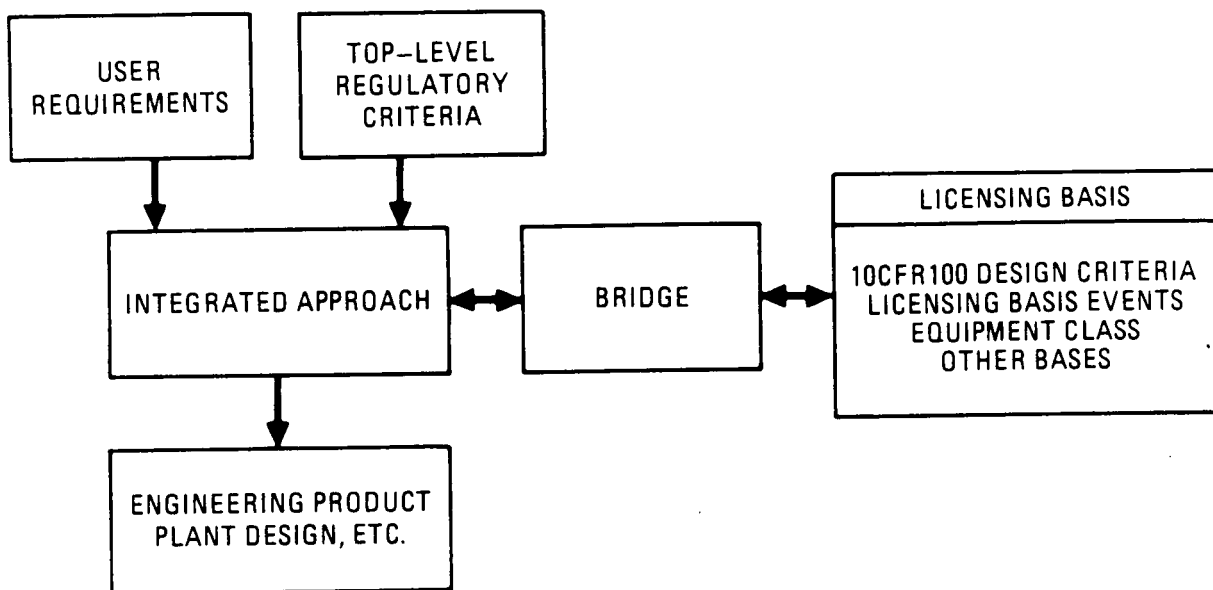 USER
REQUIREMENTS
TOP-LEVEL
REGULATORY
CRITERIA
INTEGRATED APPROACH
BRIDGE
LICENSING BASIS
10CFR100 DESIGN CRITERIA
LICENSING BASIS EVENTS
EQUIPMENT CLASS
OTHER BASES
ENGINEERING PRODUCT
PLANT DESIGN, ETC.